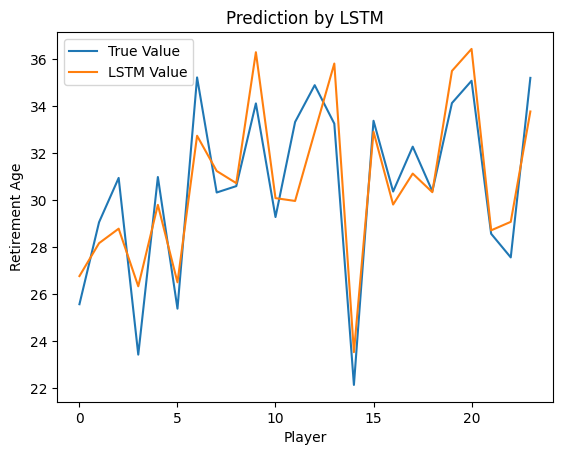 Prediction by LSTM
True Value
LSTM Value
Retirement Age
36
34
32
30
28
26
24
22
0
5
10
15
20
Player